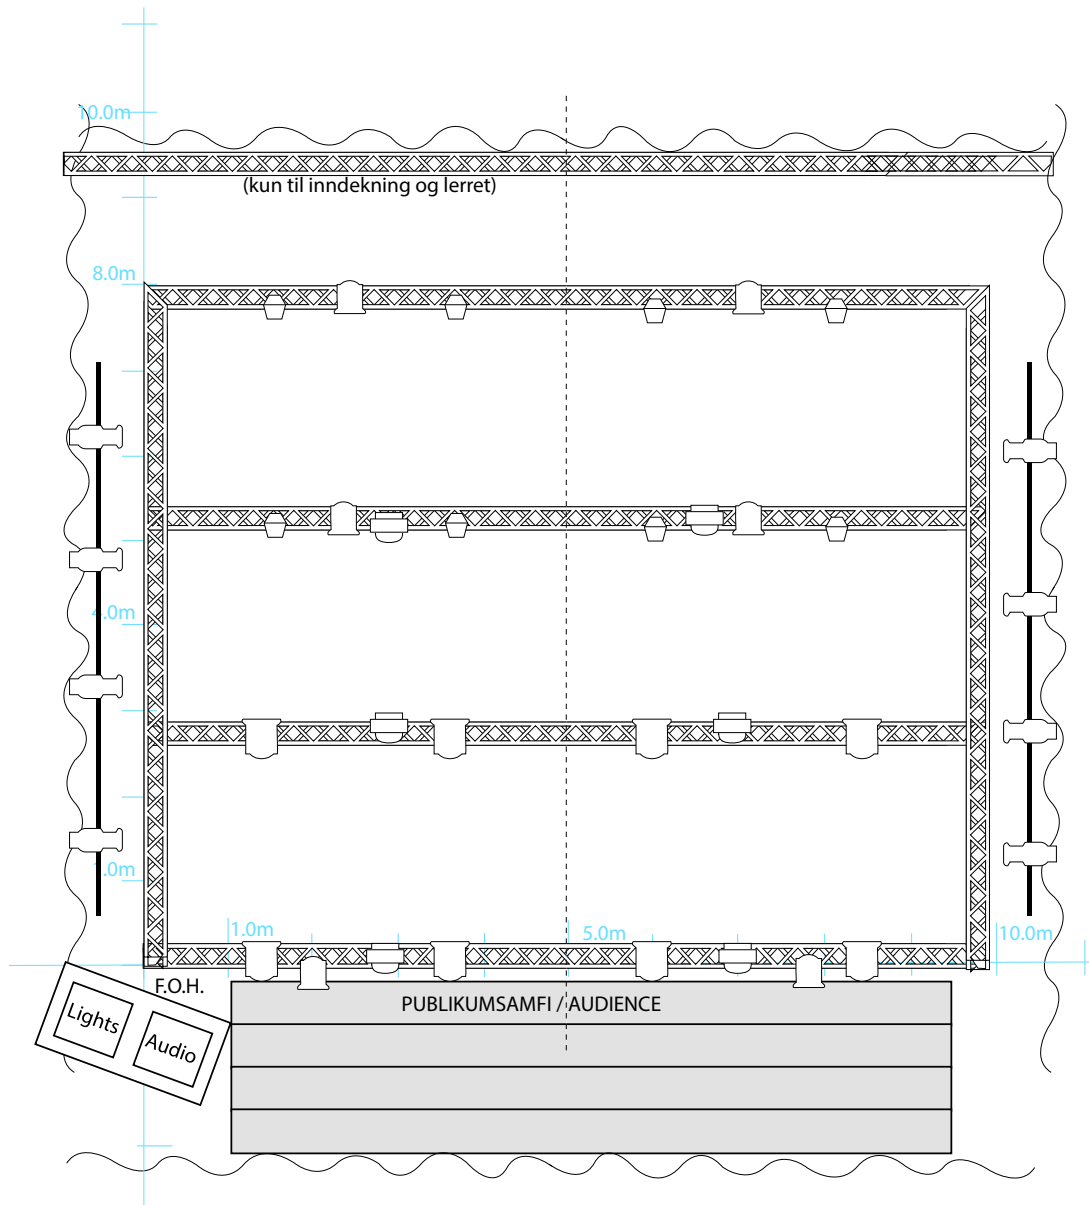 10.0m
(kun til inndekning og lerret)
8.0m
4.0m
1.0m
1.0m
5.0m
10.0m
F.O.H.
Lights
Audio
PUBLIKUMSAMFI / AUDIENCE